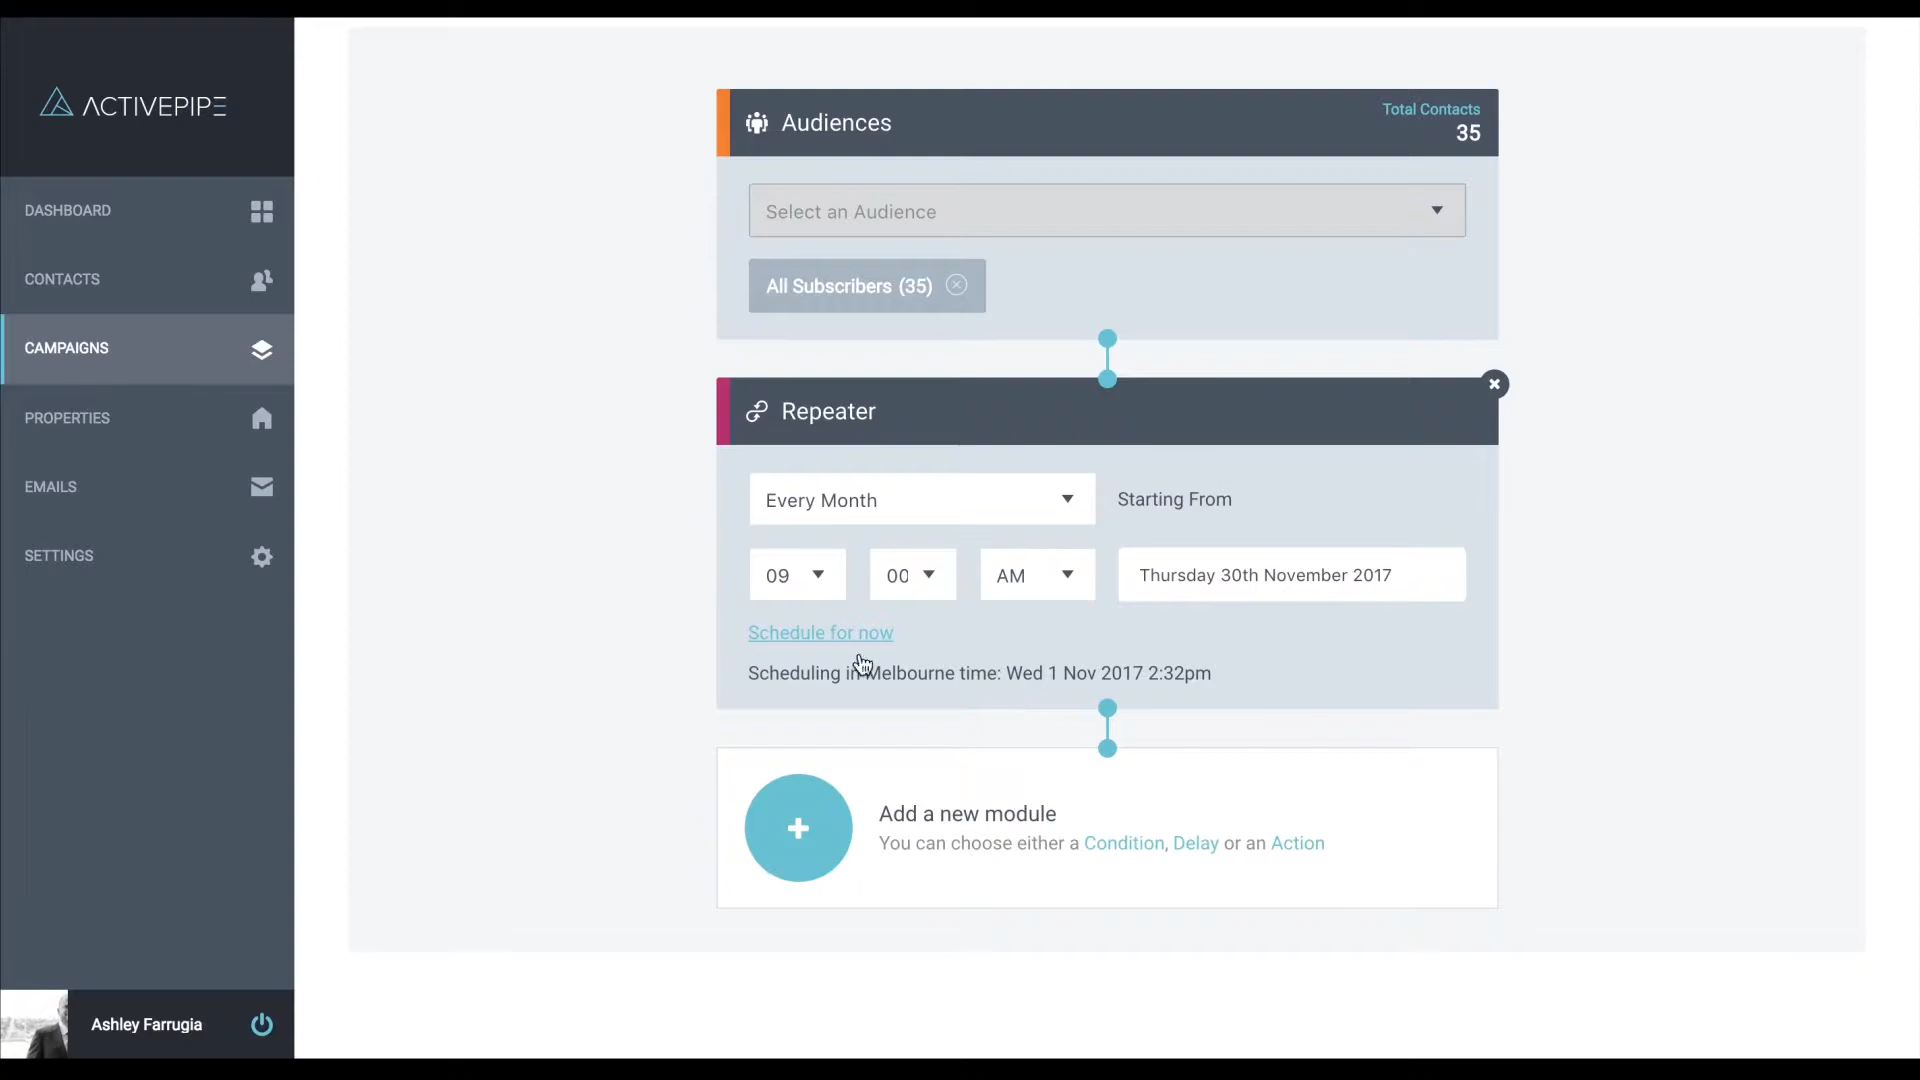 ACTIVEPIPE
DASHBOARD
CONTACTS
CAMPAIGNS
PROPERTIES
EMAILS
SETTINGS
Ashley Farrugia
Audiences
Total Contacts
35
Select an Audience
All Subscribers (35)
Repeater
Every Month
Starting From
09
00
AM
Thursday 30th November 2017
Schedule for now
Scheduling in Melbourne time: Wed 1 Nov 2017 2:32pm
Add a new module
You can choose either a Condition, Delay or an Action